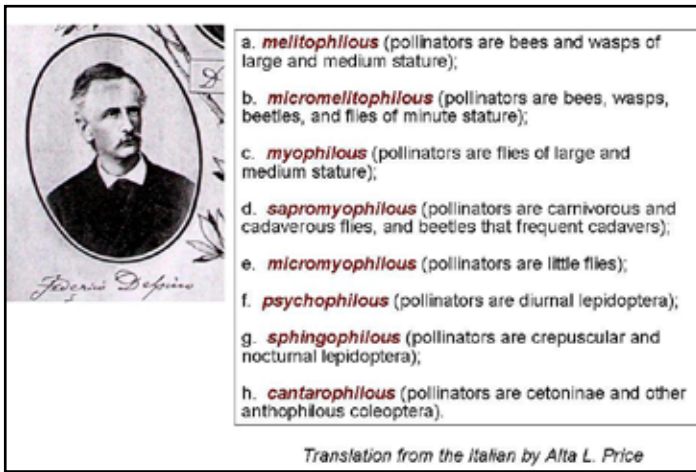 D
Federico Delpino
a. melitophilous (pollinators are bees and wasps of
large and medium stature);
b. micromelitophilous (pollinators are bees, wasps,
beetles, and flies of minute stature);
c. myophilous (pollinators are flies of large and
medium stature);
d. sapromyophilous (pollinators are carnivorous and
cadaverous flies, and beetles that frequent cadavers);
e. micromyophilous (pollinators are little flies);
f. psychophilous (pollinators are diurnal lepidoptera);
g. sphingophilous (pollinators are crepuscular and
nocturnal lepidoptera);
h. cantarophilous (pollinators are cetoninae and other
anthophilous coleoptera).
Translation from the Italian by Alta L. Price